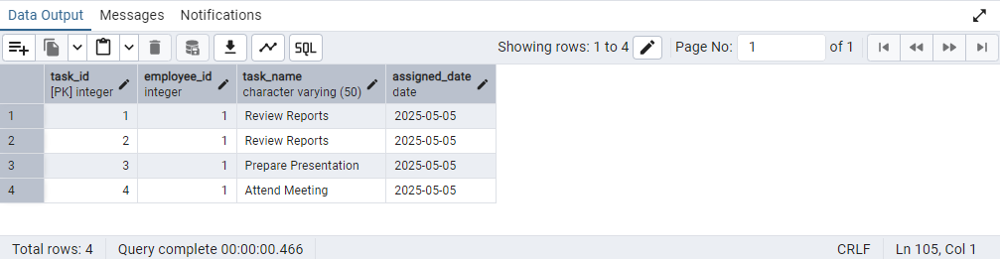 Data Output Messages Notifications
SQL Showing rows: 1 to 4 Page No: 1 of 1
task_id employee_id task_name assigned_date
[PK] integer integer character varying (50) date
1 1 1 Review Reports 2025-05-05
2 2 1 Review Reports 2025-05-05
3 3 1 Prepare Presentation 2025-05-05
4 4 1 Attend Meeting 2025-05-05
Total rows: 4 Query complete 00:00:00.466 CRLF Ln 105, Col 1